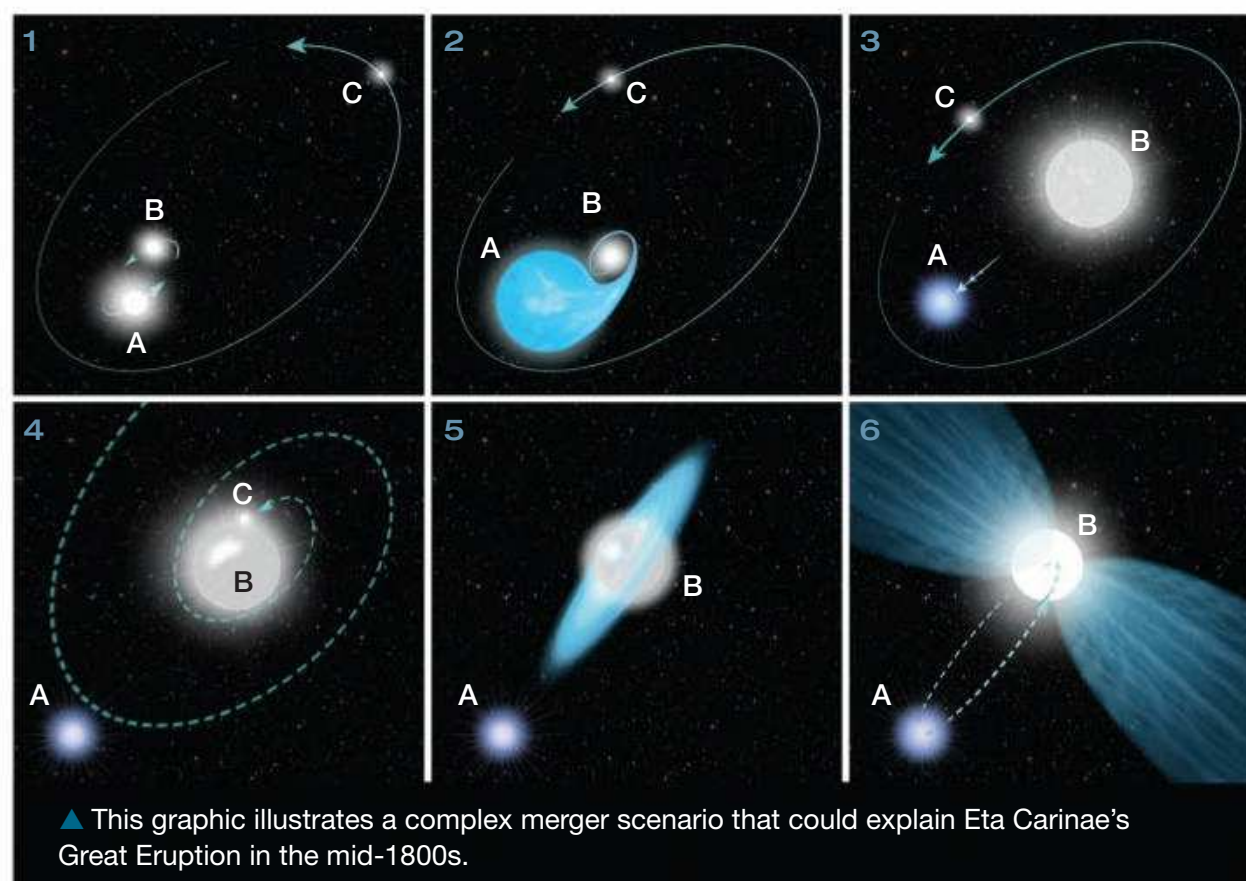 1
C
B
A
2
C
B
A
3
C
B
A
4
C
B
A
5
B
A
6
B
A
▲ This graphic illustrates a complex merger scenario that could explain Eta Carinae’s
Great Eruption in the mid-1800s.